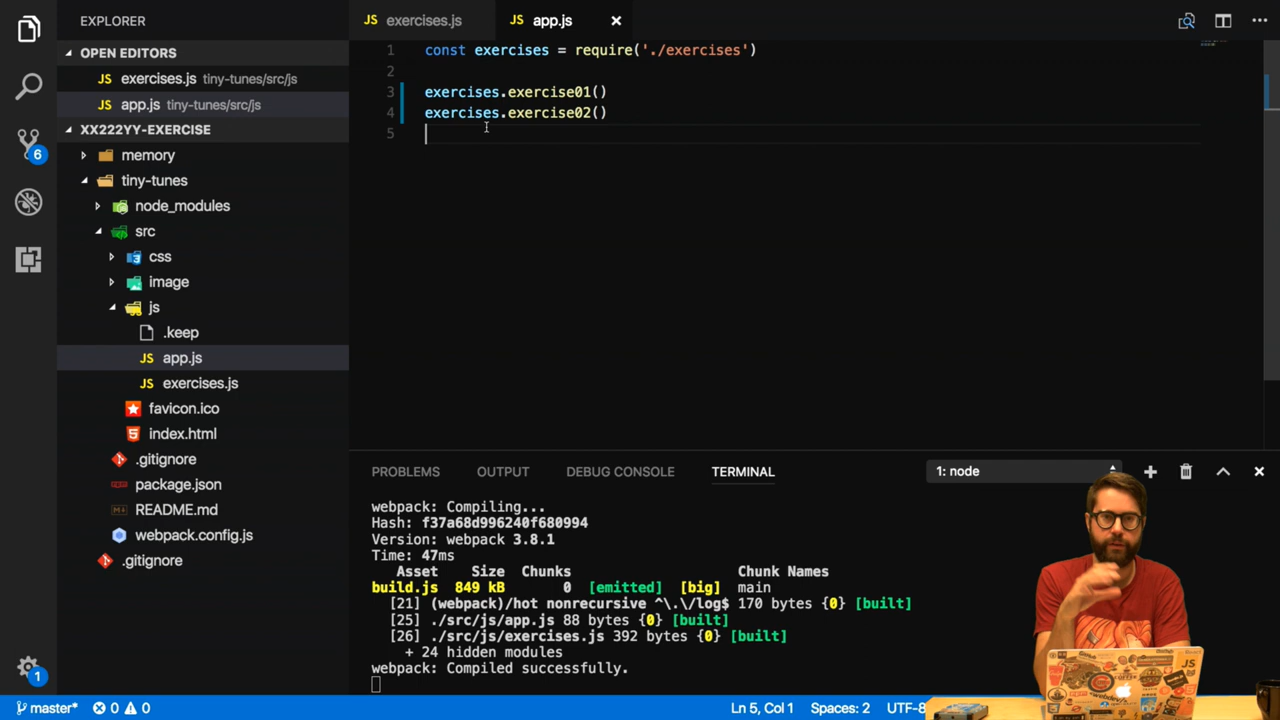 EXPLORER
OPEN EDITORS
JS exercises.js tiny-tunes/src/js
JS app.js tiny-tunes/src/js
XX222YY-EXERCISE
memory
tiny-tunes
node_modules
src
css
image
js
.keep
JS app.js
JS exercises.js
favicon.ico
index.html
.gitignore
package.json
README.md
webpack.config.js
.gitignore
6
1
JS exercises.js
JS app.js
1 const exercises = require('./exercises')
2
3 exercises.exercise01()
4 exercises.exercise02()
5
PROBLEMS OUTPUT DEBUG CONSOLE TERMINAL 1: node
webpack: Compiling...
Hash: f37a68d996240f680994
Version: webpack 3.8.1
Time: 47ms
Asset Size Chunks Chunk Names
build.js 849 kB 0 [emitted] [big] main
[21] (webpack)/hot nonrecursive ^\.\/log$ 170 bytes {0} [built]
[25] ./src/js/app.js 88 bytes {0} [built]
[26] ./src/js/exercises.js 392 bytes {0} [built]
+ 24 hidden modules
webpack: Compiled successfully.
master* 0 0 Ln 5, Col 1 Spaces: 2 UTF-8
JS